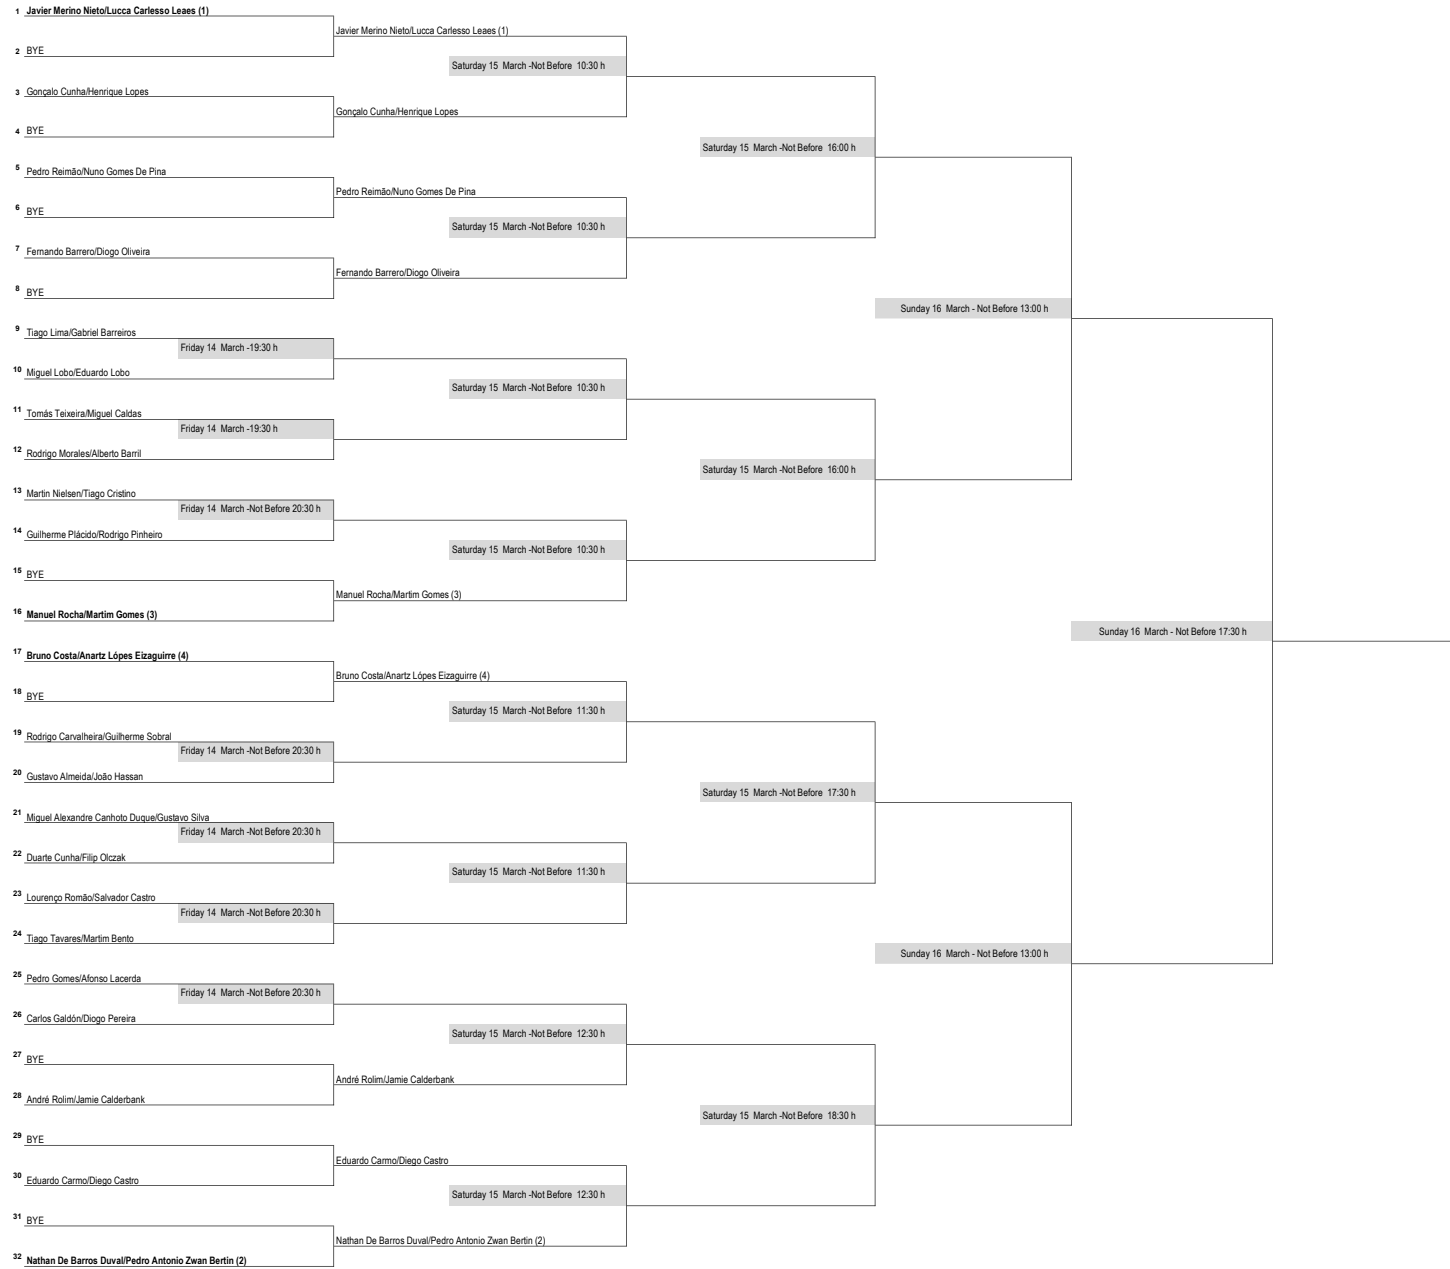 1 Javier Merino Nieto/Lucca Carlesso Leaes (1)
Javier Merino Nieto/Lucca Carlesso Leaes (1)
2 BYE
Saturday 15 March -Not Before 10:30 h
3 Gonçalo Cunha/Henrique Lopes
Gonçalo Cunha/Henrique Lopes
4 BYE
Saturday 15 March -Not Before 16:00 h
5 Pedro Reimão/Nuno Gomes De Pina
Pedro Reimão/Nuno Gomes De Pina
6 BYE
Saturday 15 March -Not Before 10:30 h
7 Fernando Barrero/Diogo Oliveira
Fernando Barrero/Diogo Oliveira
8 BYE
Sunday 16 March - Not Before 13:00 h
9 Tiago Lima/Gabriel Barreiros
Friday 14 March -19:30 h
10 Miguel Lobo/Eduardo Lobo
Saturday 15 March -Not Before 10:30 h
11 Tomás Teixeira/Miguel Caldas
Friday 14 March -19:30 h
12 Rodrigo Morales/Alberto Barril
Saturday 15 March -Not Before 16:00 h
13 Martin Nielsen/Tiago Cristino
Friday 14 March -Not Before 20:30 h
14 Guilherme Plácido/Rodrigo Pinheiro
Saturday 15 March -Not Before 10:30 h
15 BYE
Manuel Rocha/Martim Gomes (3)
16 Manuel Rocha/Martim Gomes (3)
Sunday 16 March - Not Before 17:30 h
17 Bruno Costa/Anartz Lópes Eizaguirre (4)
Bruno Costa/Anartz Lópes Eizaguirre (4)
18 BYE
Saturday 15 March -Not Before 11:30 h
19 Rodrigo Carvalheira/Guilherme Sobral
Friday 14 March -Not Before 20:30 h
20 Gustavo Almeida/João Hassan
Saturday 15 March -Not Before 17:30 h
21 Miguel Alexandre Canhoto Duque/Gustavo Silva
Friday 14 March -Not Before 20:30 h
22 Duarte Cunha/Filip Olczak
Saturday 15 March -Not Before 11:30 h
23 Lourenço Romão/Salvador Castro
Friday 14 March -Not Before 20:30 h
24 Tiago Tavares/Martim Bento
Sunday 16 March - Not Before 13:00 h
25 Pedro Gomes/Afonso Lacerda
Friday 14 March -Not Before 20:30 h
26 Carlos Galdón/Diogo Pereira
Saturday 15 March -Not Before 12:30 h
27 BYE
André Rolim/Jamie Calderbank
28 André Rolim/Jamie Calderbank
Saturday 15 March -Not Before 18:30 h
29 BYE
Eduardo Carmo/Diego Castro
30 Eduardo Carmo/Diego Castro
Saturday 15 March -Not Before 12:30 h
31 BYE
Nathan De Barros Duval/Pedro Antonio Zwan Bertin (2)
32 Nathan De Barros Duval/Pedro Antonio Zwan Bertin (2)